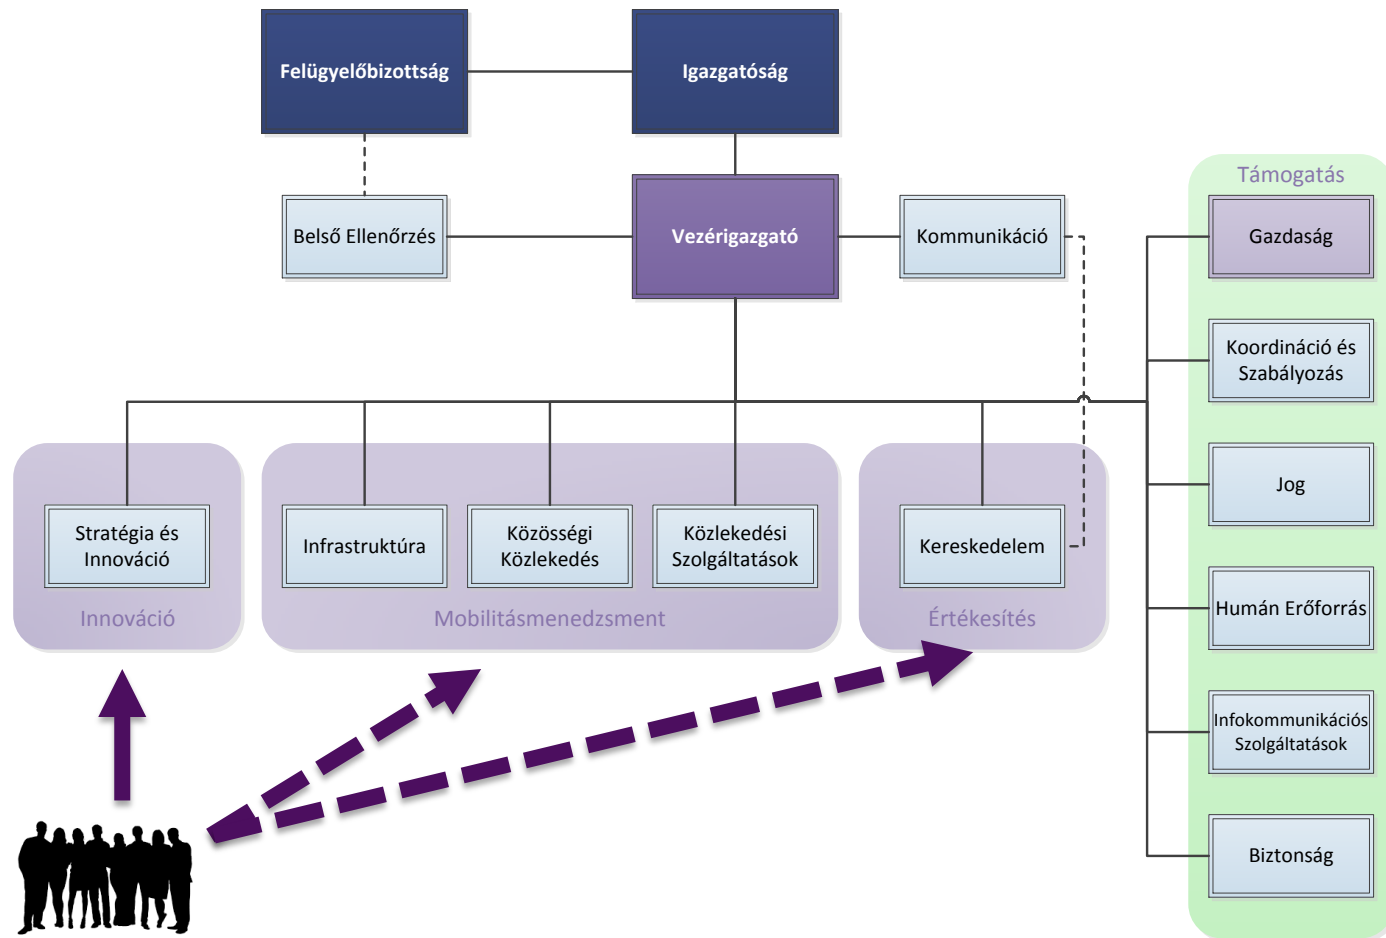 Felügyelőbizottság
Igazgatóság
Támogatás
Belső Ellenőrzés
Vezérigazgató
Kommunikáció
Gazdaság
Koordináció és
Szabályozás
Jog
Stratégia és
Innováció
Infrastruktúra
Közösségi
Közlekedés
Közlekedési
Szolgáltatások
Kereskedelem
Innováció
Mobilitásmenedzsment
Értékesítés
Humán Erőforrás
Infokommunikációs
Szolgáltatások
Biztonság